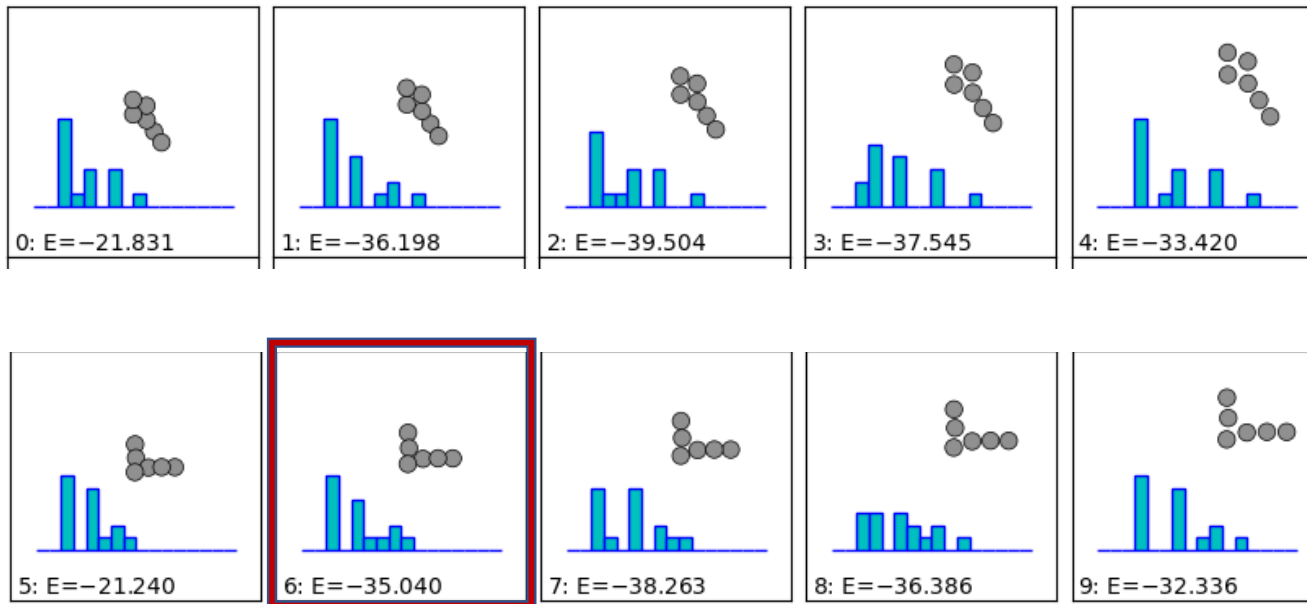 0: E=−21.831
1: E=−36.198
2: E=−39.504
3: E=−37.545
4: E=−33.420
5: E=−21.240
6: E=−35.040
7: E=−38.263
8: E=−36.386
9: E=−32.336